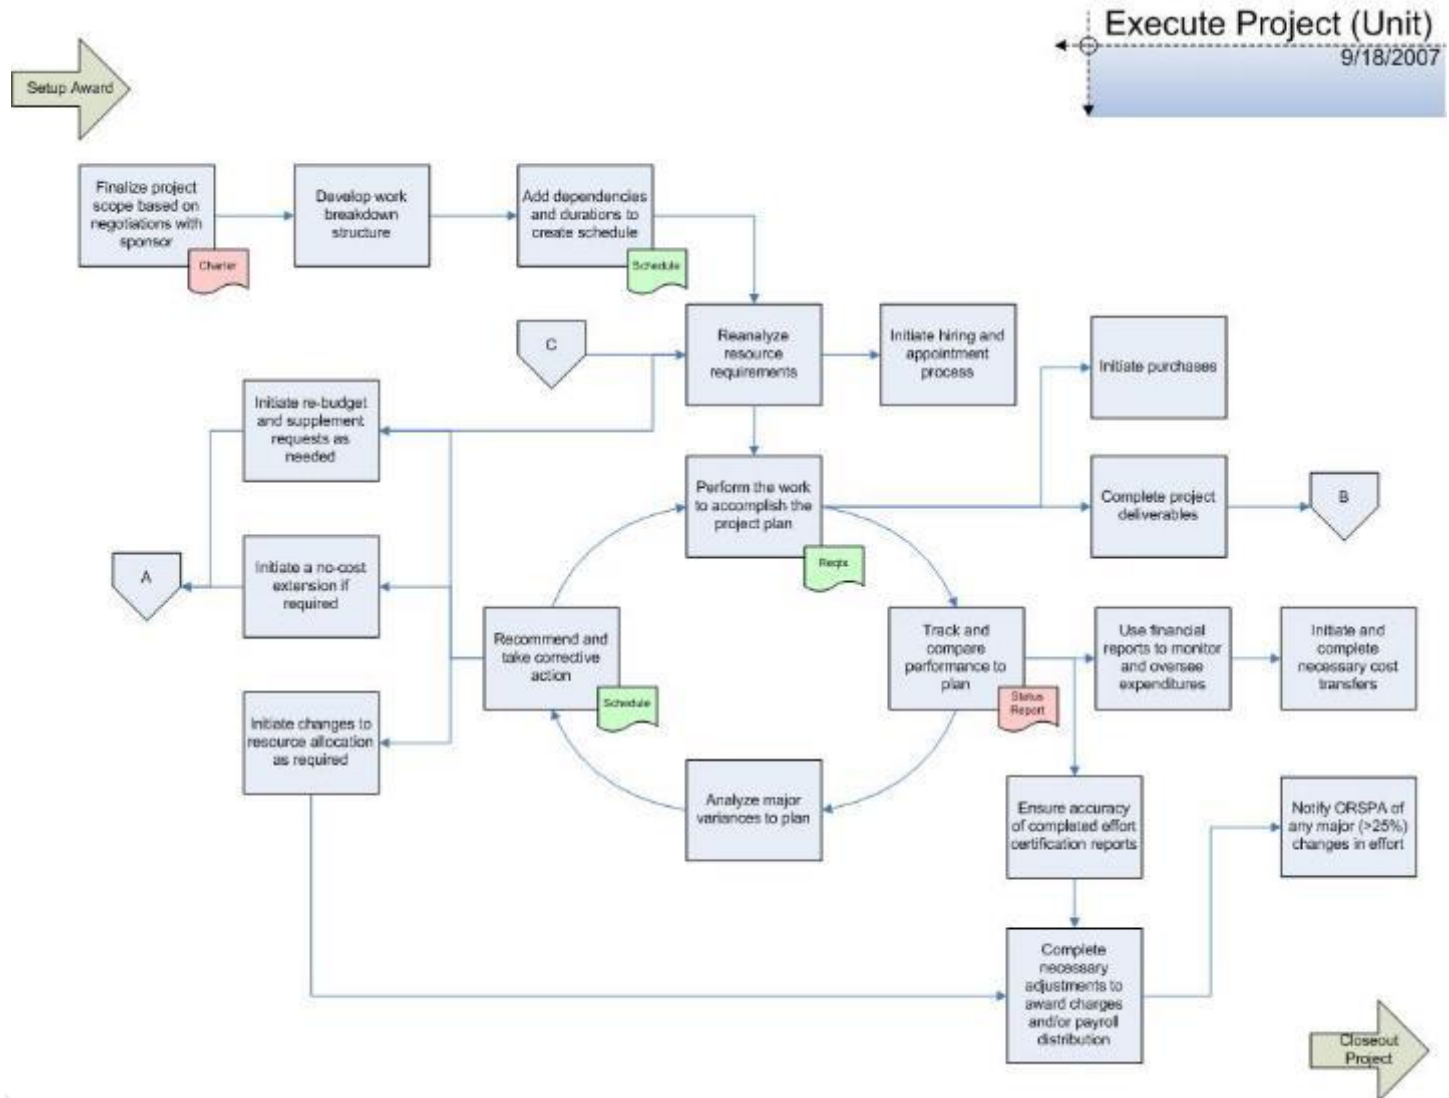 Execute Project (Unit)
9/18/2007
Setup Award
Finalize project
scope based on
negotiations with
sponsor
Charter
Develop work
breakdown
structure
Add dependencies
and durations to
create schedule
Schedule
C
Reanalyze
resource
requirements
Initiate hiring and
appointment
process
Initiate purchases
Initiate re-budget
and supplement
requests as
needed
Perform the work
to accomplish the
project plan
Reqts
Complete project
deliverables
B
A
Initiate a no-cost
extension if
required
Recommend and
take corrective
action
Schedule
Track and
compare
performance to
plan
Status
Report
Use financial
reports to monitor
and oversee
expenditures
Initiate and
complete
necessary cost
transfers
Initiate changes to
resource allocation
as required
Analyze major
variances to plan
Ensure accuracy
of completed effort
certification reports
Notify ORSPA of
any major (>25%)
changes in effort
Complete
necessary
adjustments to
award charges
and/or payroll
distribution
Closeout
Project